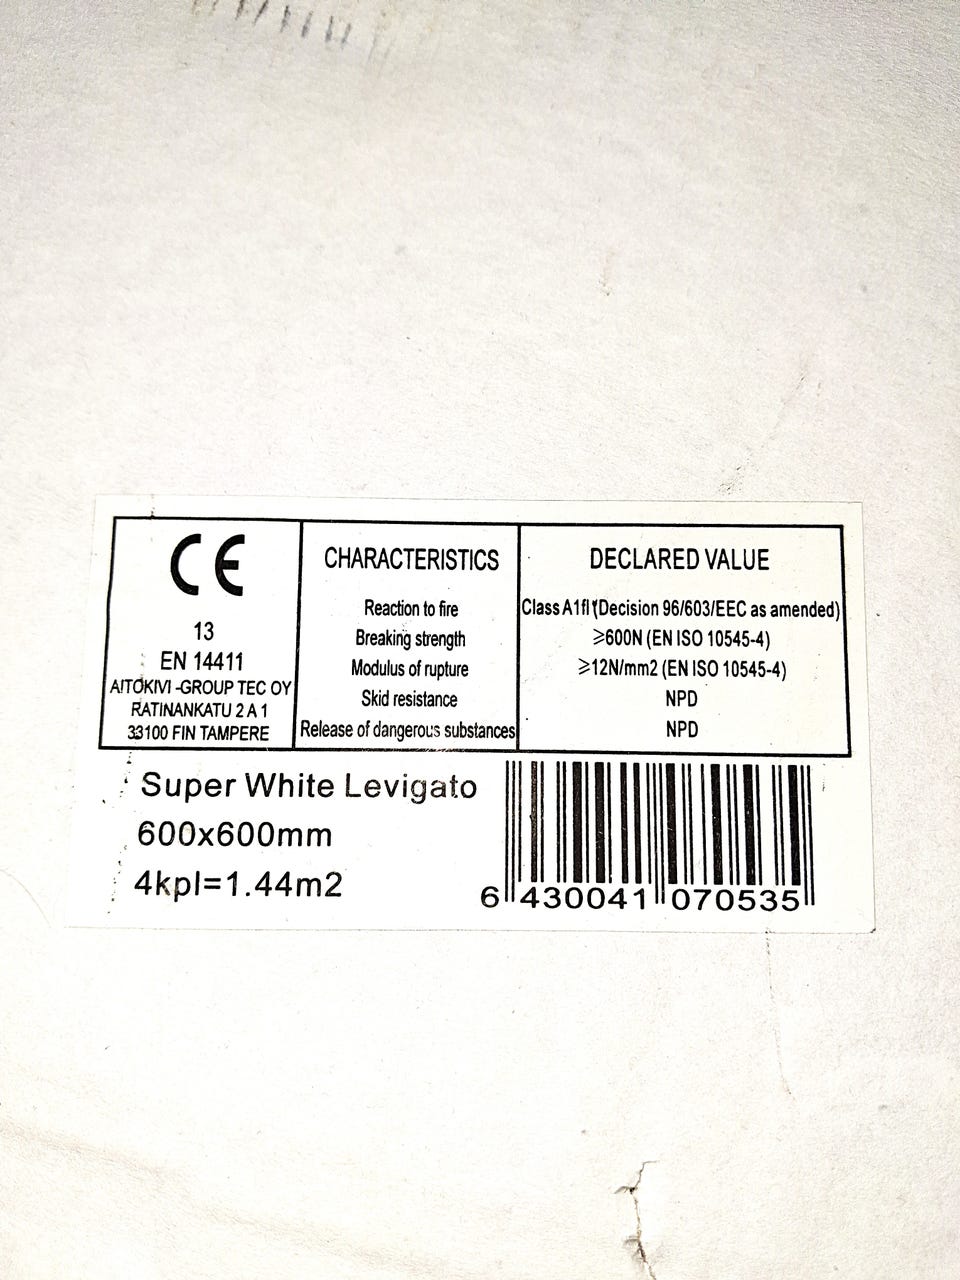 CE
13
EN 14411
AITOKIVI -GROUP TEC OY
RATINANKATU 2 A 1
33100 FIN TAMPERE
CHARACTERISTICS
Reaction to fire
Breaking strength
Modulus of rupture
Skid resistance
Release of dangerous substances
DECLARED VALUE
Class A1fl (Decision 96/603/EEC as amended)
≥600N (EN ISO 10545-4)
≥12N/mm2 (EN ISO 10545-4)
NPD
NPD
Super White Levigato
600x600mm
4kpl=1.44m2
6 430041 070535